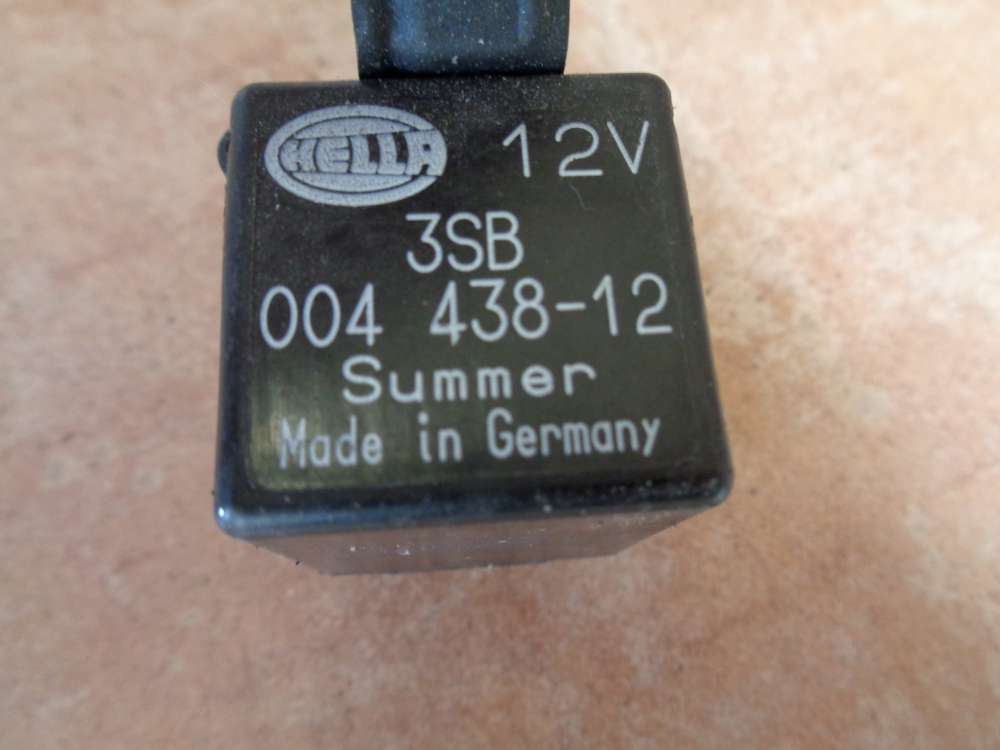 HELLA 12V
3SB
004 438-12
Summer
Made in Germany